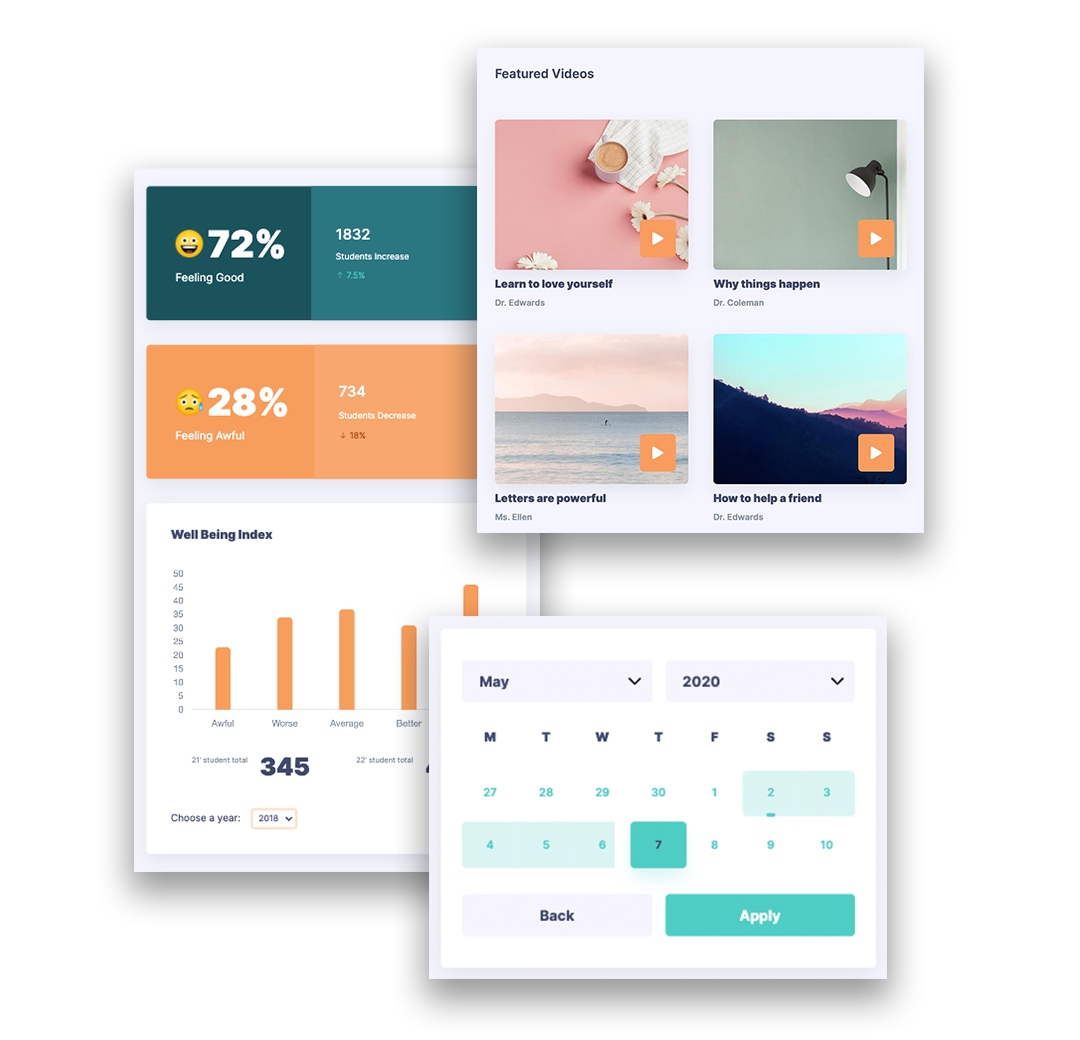 Featured Videos
Learn to love yourself
Dr. Edwards
Why things happen
Dr. Coleman
Letters are powerful
Ms. Ellen
How to help a friend
Dr. Edwards
😀72%
Feeling Good
1832
Students Increase
↑ 7.5%
😥28%
Feeling Awful
734
Students Decrease
↓ 18%
Well Being Index
50
45
40
35
30
25
20
15
10
5
0
Awful Worse Average Better
21' student total 345 22' student total
Choose a year: 2018
May 2020
M T W T F S S
27 28 29 30 1 2 3
4 5 6 7 8 9 10
Back Apply